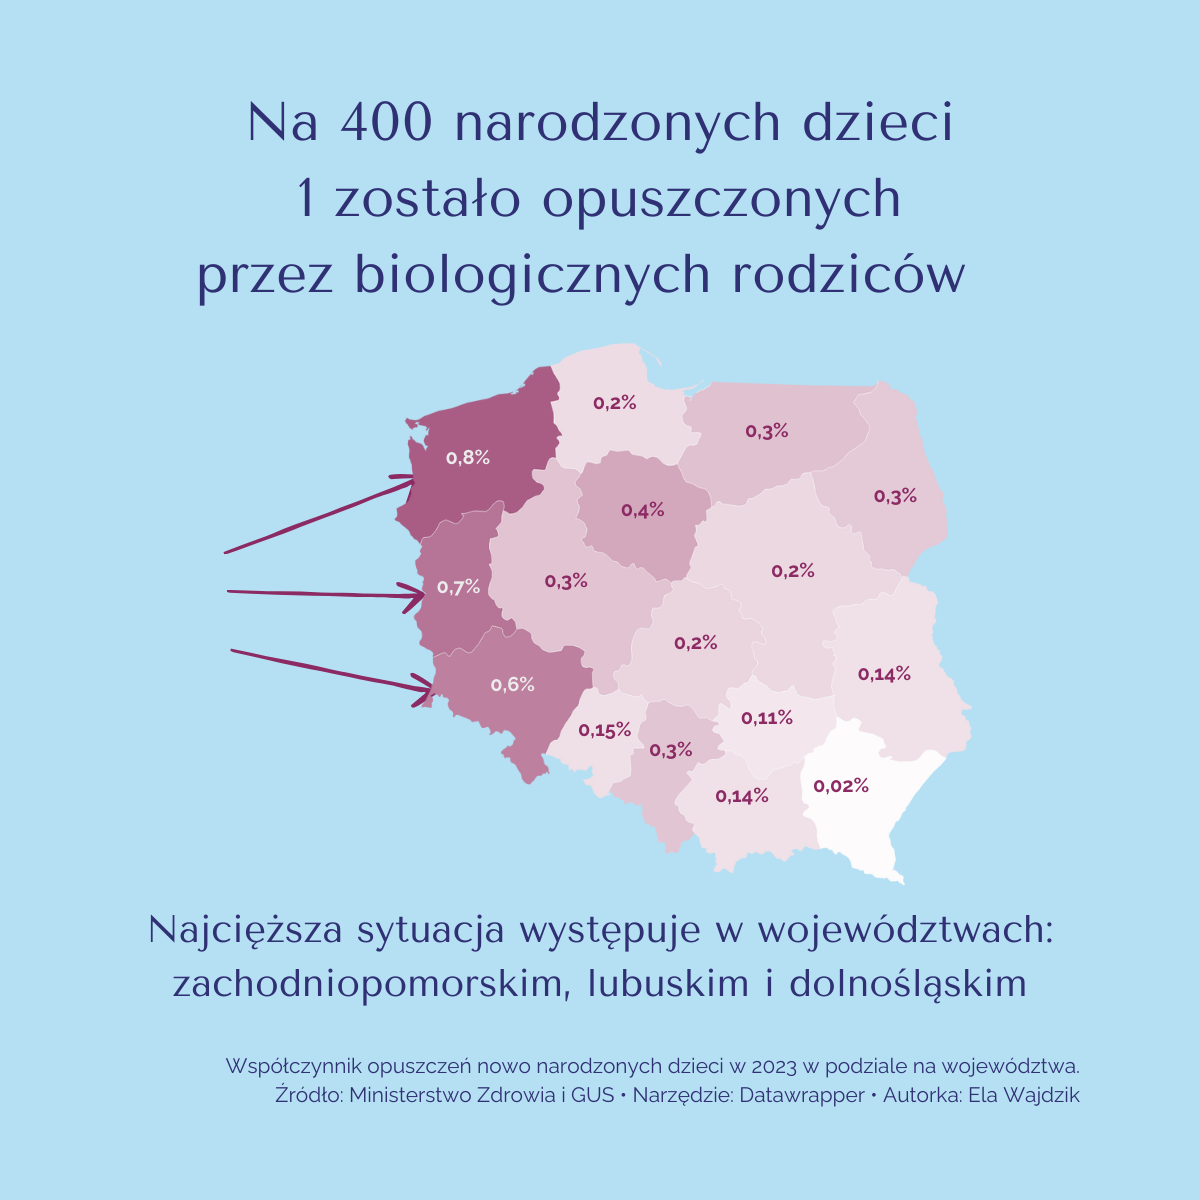 Na 400 narodzonych dzieci
1 zostało opuszczonych
przez biologicznych rodziców
0,2%
0,3%
0,8%
0,3%
0,4%
0,2%
0,3%
0,7%
0,2%
0,14%
0,6%
0,11%
0,15%
0,3%
0,02%
0,14%
Najcięższa sytuacja występuje w województwach:
zachodniopomorskim, lubuskim i dolnośląskim
Współczynnik opuszczeń nowo narodzonych dzieci w 2023 w podziale na województwa.
Źródło: Ministerstwo Zdrowia i GUS • Narzędzie: Datawrapper • Autorka: Ela Wajdzik